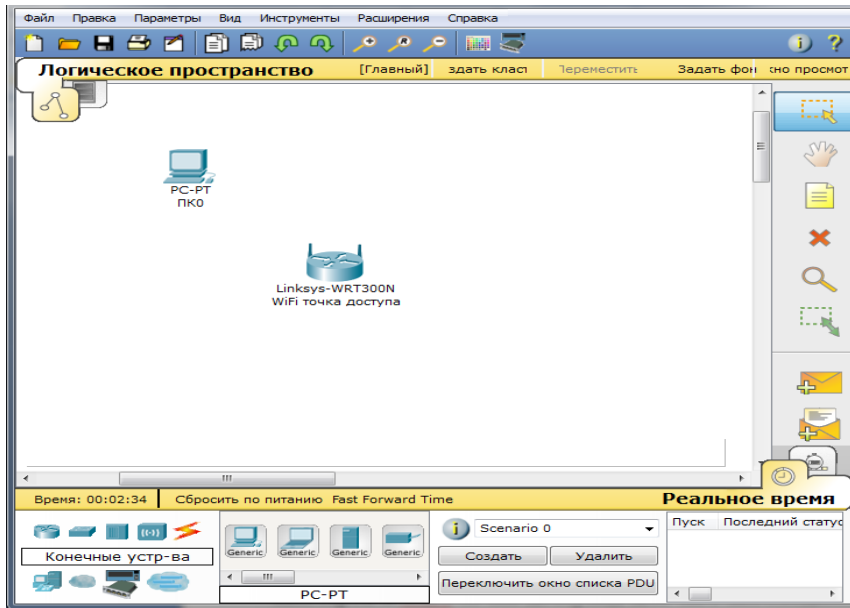 Файл Правка Параметры Вид Инструменты Расширения Справка
Логическое пространство [Главный] здать класт Переместить Задать фон кно просмот
PC-PT
ПК0
Linksys-WRT300N
WiFi точка доступа
Время: 00:02:34 Сбросить по питанию Fast Forward Time Реальное время
Конечные устр-ва
Generic Generic Generic Generic
PC-PT
Scenario 0
Создать Удалить
Переключить окно списка PDU
Пуск Последний статус